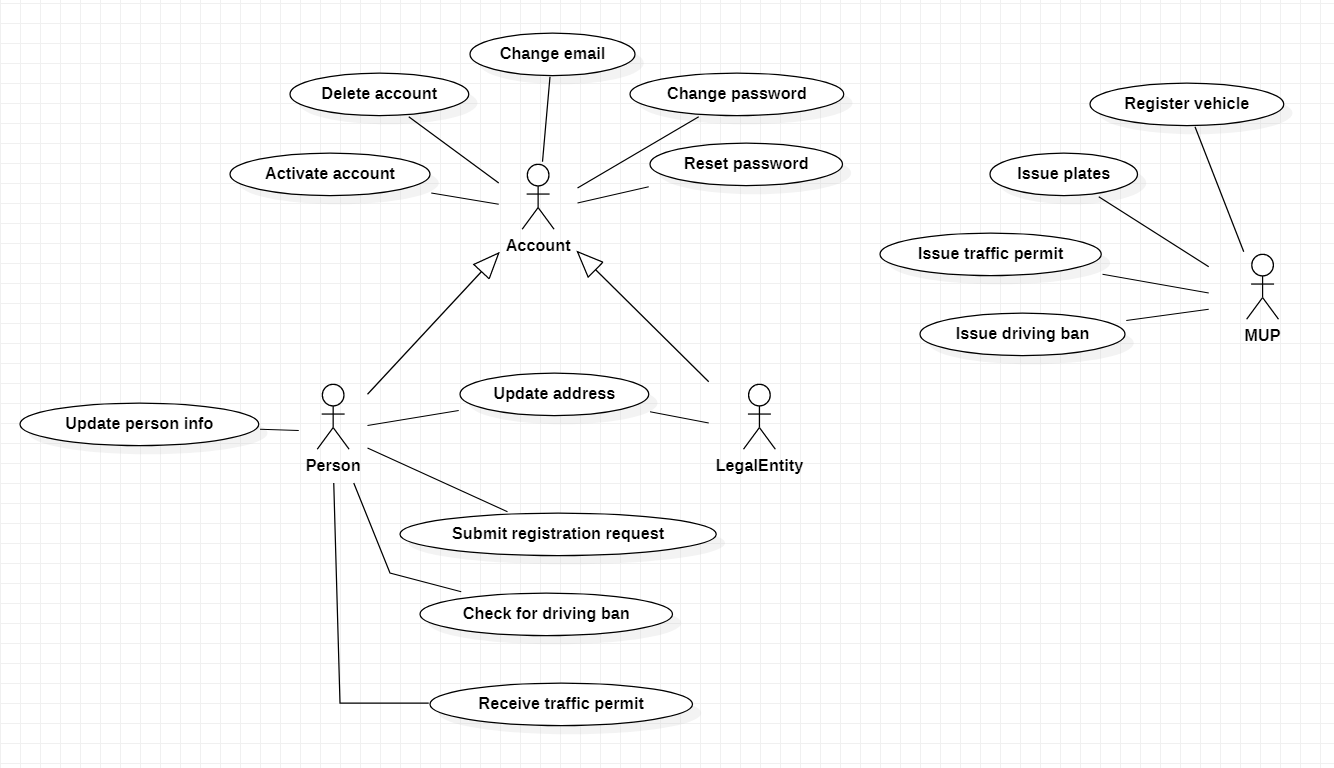 Change email
Delete account
Change password
Register vehicle
Activate account
Reset password
Issue plates
Account
Issue traffic permit
Issue driving ban
MUP
Update address
Update person info
Person
LegalEntity
Submit registration request
Check for driving ban
Receive traffic permit